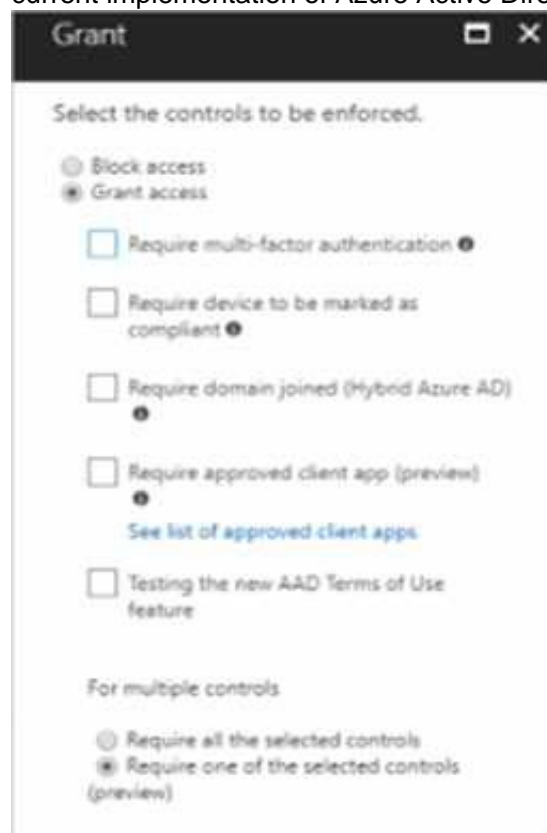 current implementation of Azure Active Dire
Grant
Select the controls to be enforced.
Block access
Grant access
Require multi-factor authentication
Require device to be marked as
compliant
Require domain joined (Hybrid Azure AD)
Require approved client app (preview)
See list of approved client apps
Testing the new AAD Terms of Use
feature
For multiple controls
Require all the selected controls
Require one of the selected controls
(preview)